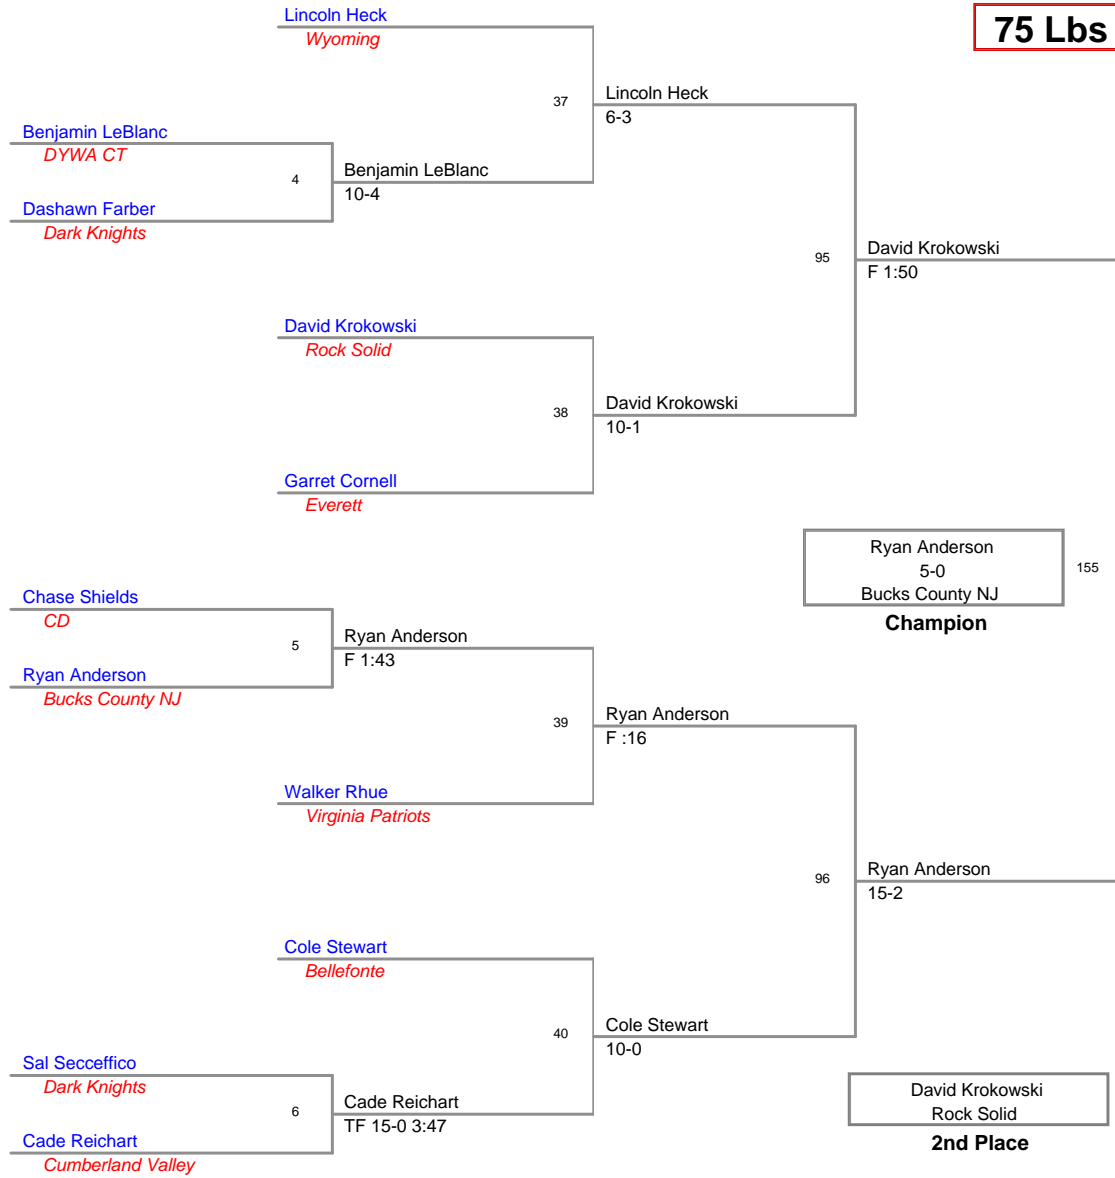 Lincoln Heck
Wyoming
75 Lbs
37
Lincoln Heck
6-3
Benjamin LeBlanc
DYWA CT
4
Benjamin LeBlanc
10-4
Dashawn Farber
Dark Knights
95
David Krokowski
F 1:50
David Krokowski
Rock Solid
38
David Krokowski
10-1
Garret Cornell
Everett
Ryan Anderson
5-0
Bucks County NJ
155
Champion
Chase Shields
CD
5
Ryan Anderson
F 1:43
Ryan Anderson
Bucks County NJ
39
Ryan Anderson
F :16
Walker Rhue
Virginia Patriots
96
Ryan Anderson
15-2
Cole Stewart
Bellefonte
40
Cole Stewart
10-0
Sal Secceffico
Dark Knights
6
Cade Reichart
TF 15-0 3:47
Cade Reichart
Cumberland Valley
David Krokowski
Rock Solid
2nd Place